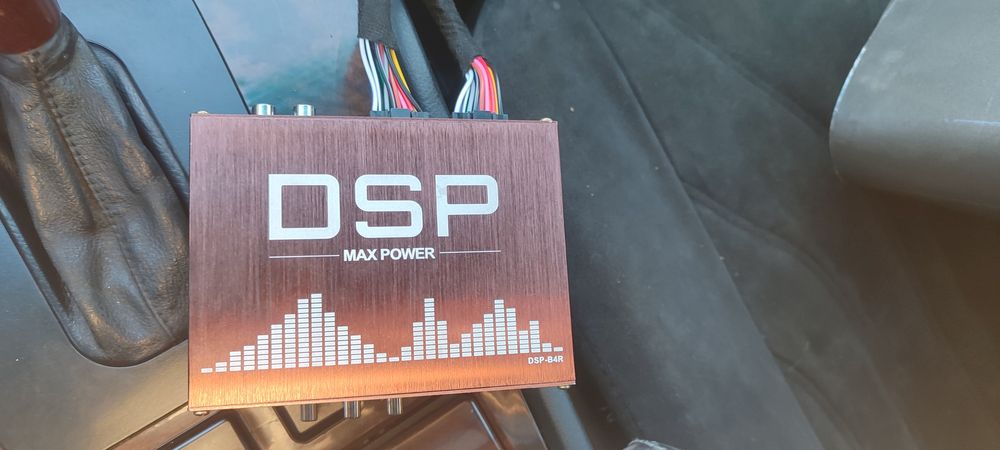 DSP
MAX POWER
DSP-B4R